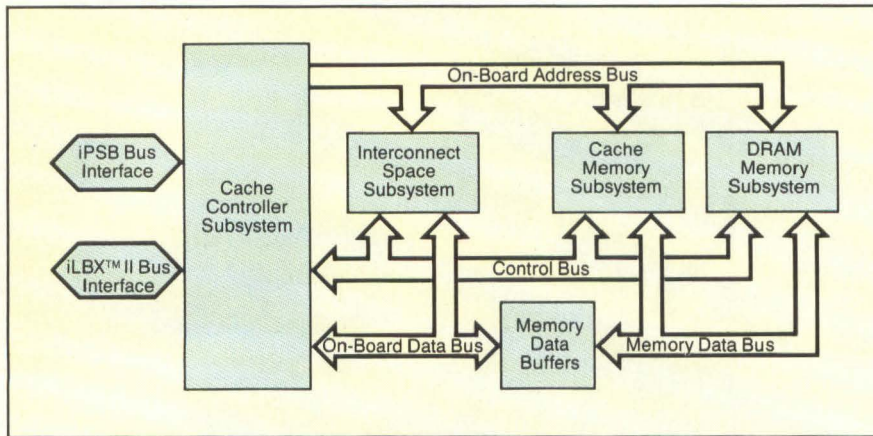 On-Board Address Bus
iPSB Bus
Interface
Cache
Controller
Subsystem
Interconnect
Space
Subsystem
Cache
Memory
Subsystem
DRAM
Memory
Subsystem
iLBX™ II Bus
Interface
Control Bus
On-Board Data Bus
Memory
Data
Buffers
Memory Data Bus